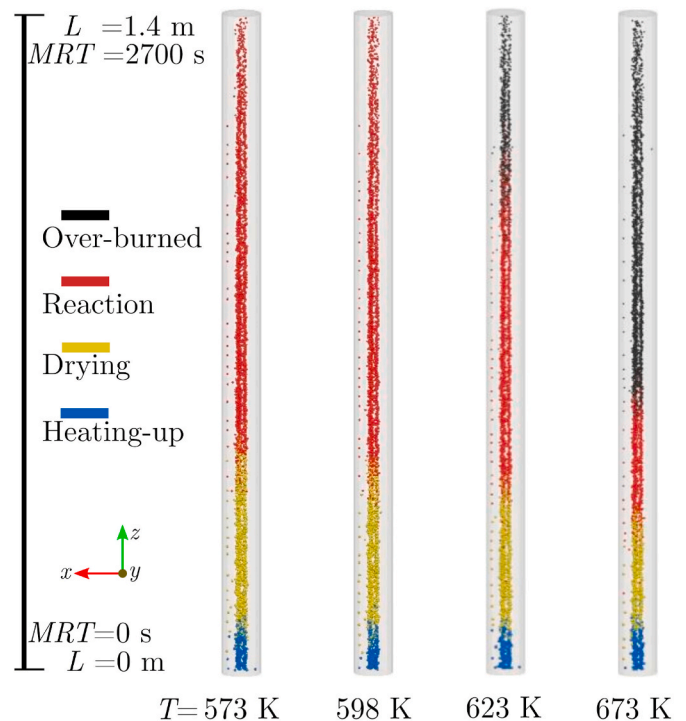 L =1.4 m
MRT =2700 s
Over-burned
Reaction
Drying
Heating-up
z
x
y
MRT=0 s
L =0 m
T= 573 K 598 K 623 K 673 K